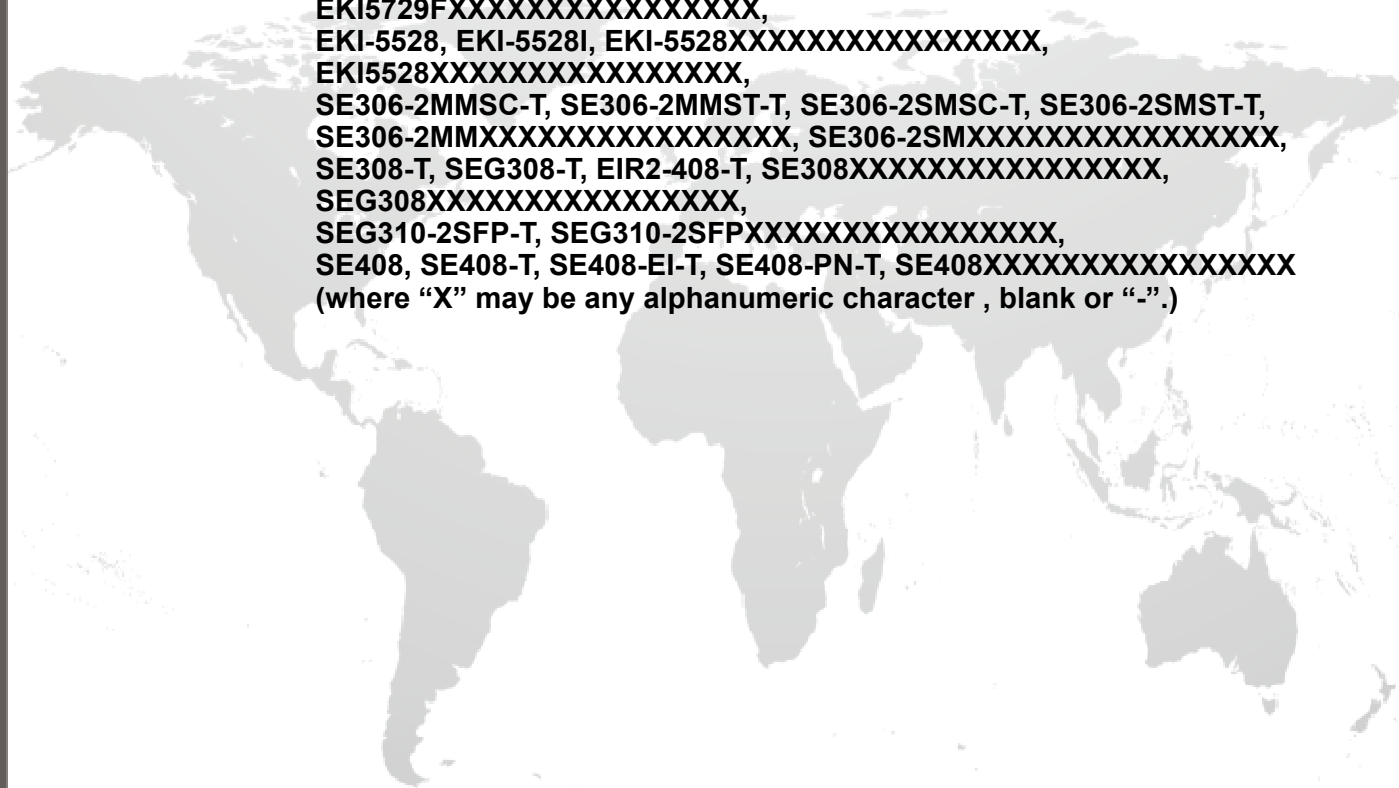 EKI5729FXXXXXXXXXXXXXXXX,
EKI-5528, EKI-5528I, EKI-5528XXXXXXXXXXXXXXXX,
EKI5528XXXXXXXXXXXXXXXX,
SE306-2MMSC-T, SE306-2MMST-T, SE306-2SMSC-T, SE306-2SMST-T,
SE306-2MMXXXXXXXXXXXXXXXX, SE306-2SMXXXXXXXXXXXXXXXX,
SE308-T, SEG308-T, EIR2-408-T, SE308XXXXXXXXXXXXXXXX,
SEG308XXXXXXXXXXXXXXXX,
SEG310-2SFP-T, SEG310-2SFPXXXXXXXXXXXXXXXX,
SE408, SE408-T, SE408-EI-T, SE408-PN-T, SE408XXXXXXXXXXXXXXXX
(where “X” may be any alphanumeric character , blank or “-”.)